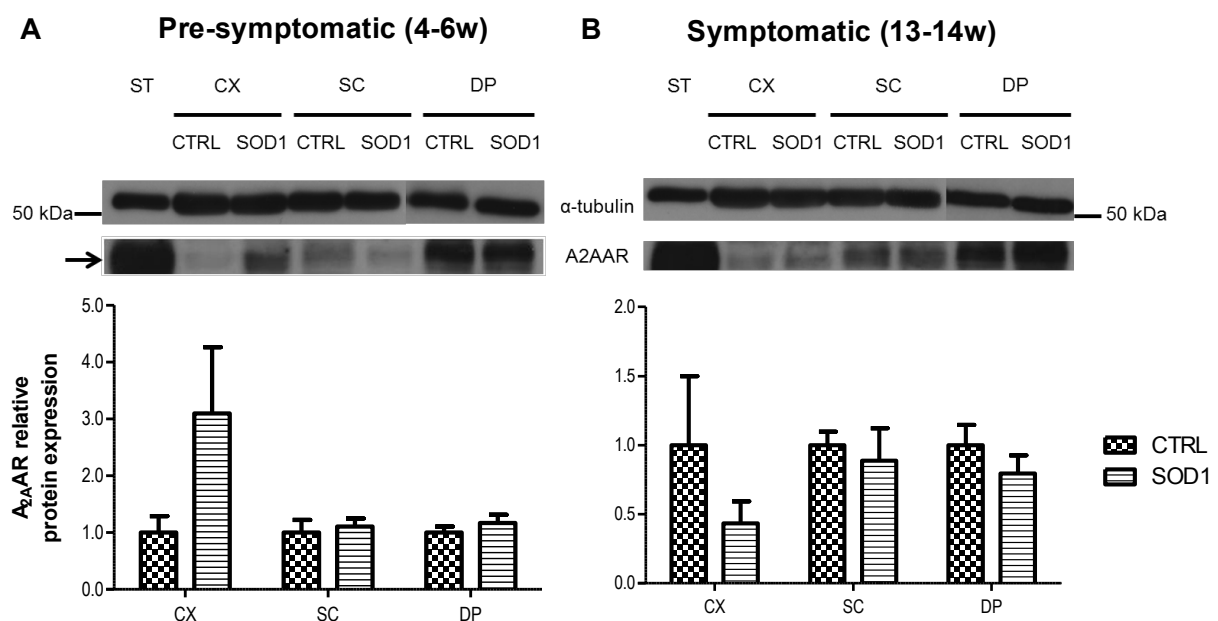 A Pre-symptomatic (4-6w)
ST CX SC DP
CTRL SOD1 CTRL SOD1 CTRL SOD1
50 kDa
A₂AAR relative
protein expression
5.0
4.0
3.0
2.0
1.0
0.0
CX SC DP
B Symptomatic (13-14w)
ST CX SC DP
CTRL SOD1 CTRL SOD1 CTRL SOD1
α-tubulin
50 kDa
A2AAR
2.0
1.5
1.0
0.5
0.0
CX SC DP
CTRL
SOD1